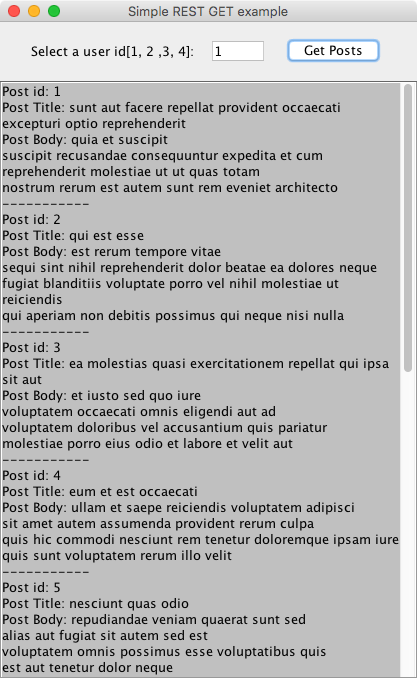 Simple REST GET example
Select a user id[1, 2 ,3, 4]: 1 Get Posts
Post id: 1
Post Title: sunt aut facere repellat provident occaecati
excepturi optio reprehenderit
Post Body: quia et suscipit
suscipit recusandae consequuntur expedita et cum
reprehenderit molestiae ut ut quas totam
nostrum rerum est autem sunt rem eveniet architecto
-----------
Post id: 2
Post Title: qui est esse
Post Body: est rerum tempore vitae
sequi sint nihil reprehenderit dolor beatae ea dolores neque
fugiat blanditiis voluptate porro vel nihil molestiae ut
reiciendis
qui aperiam non debitis possimus qui neque nisi nulla
-----------
Post id: 3
Post Title: ea molestias quasi exercitationem repellat qui ipsa
sit aut
Post Body: et iusto sed quo iure
voluptatem occaecati omnis eligendi aut ad
voluptatem doloribus vel accusantium quis pariatur
molestiae porro eius odio et labore et velit aut
-----------
Post id: 4
Post Title: eum et est occaecati
Post Body: ullam et saepe reiciendis voluptatem adipisci
sit amet autem assumenda provident rerum culpa
quis hic commodi nesciunt rem tenetur doloremque ipsam iure
quis sunt voluptatem rerum illo velit
-----------
Post id: 5
Post Title: nesciunt quas odio
Post Body: repudiandae veniam quaerat sunt sed
alias aut fugiat sit autem sed est
voluptatem omnis possimus esse voluptatibus quis
est aut tenetur dolor neque